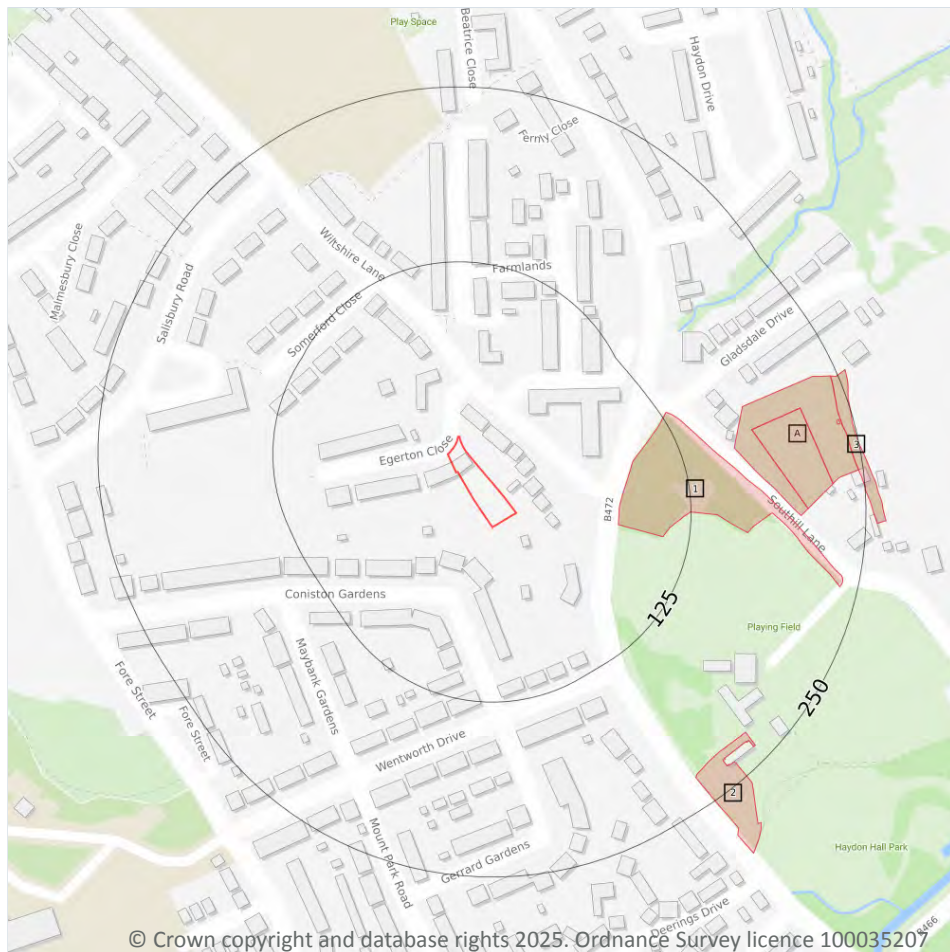 Play Space
Beatrice Close
Haydon Drive
Ferny Close
Malmesbury Close
Salisbury Road
Wiltshire Lane
Farmlands
Somerford Close
Gladsdale Drive
A
3
Egerton Close
1
B472
Southill Lane
Coniston Gardens
125
Playing Field
Maybank Gardens
Fore Street
Fore Street
250
Wentworth Drive
2
Mount Park Road
Gerrard Gardens
Haydon Hall Park
Deerings Drive
B466
© Crown copyright and database rights 2025. Ordnance Survey licence 100035207